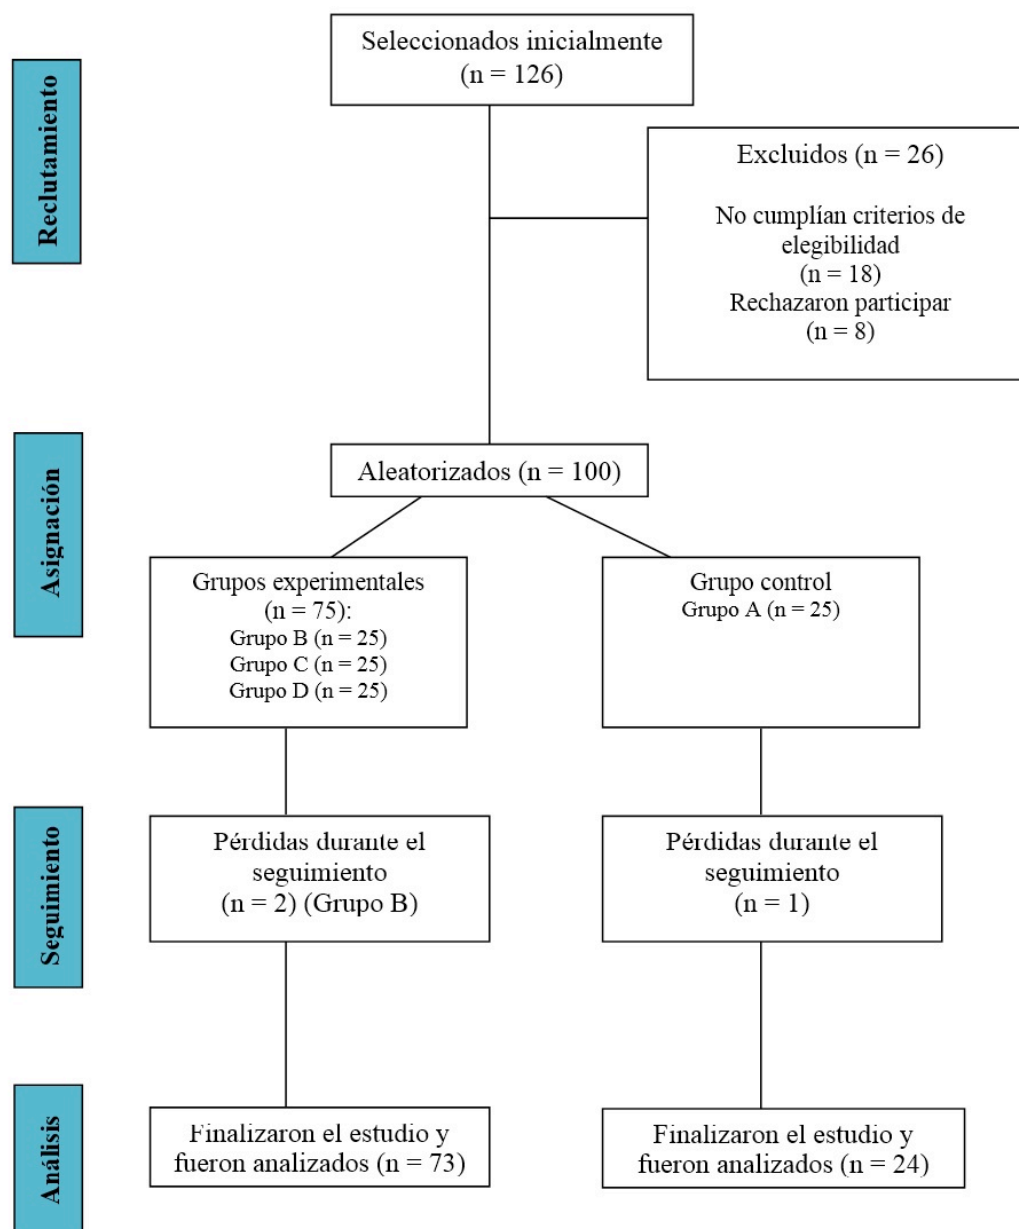 Seleccionados inicialmente
(n = 126)
Reclutamiento
Excluidos (n = 26)
No cumplían criterios de
elegibilidad
(n = 18)
Rechazaron participar
(n = 8)
Asignación
Aleatorizados (n = 100)
Grupos experimentales
(n = 75):
Grupo B (n = 25)
Grupo C (n = 25)
Grupo D (n = 25)
Grupo control
Grupo A (n = 25)
Seguimiento
Pérdidas durante el
seguimiento
(n = 2) (Grupo B)
Pérdidas durante el
seguimiento
(n = 1)
Análisis
Finalizaron el estudio y
fueron analizados (n = 73)
Finalizaron el estudio y
fueron analizados (n = 24)